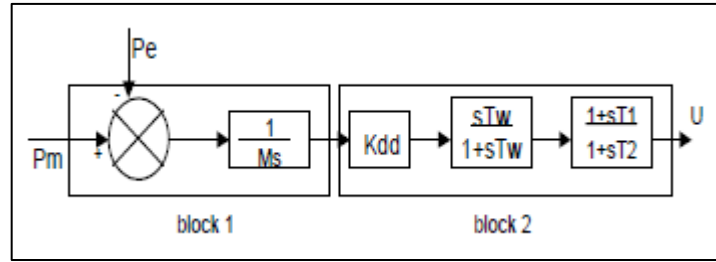 Pe
-
Pm
+
1
Ms
Kdd
sTw
1+sTw
1+sT1
1+sT2
U
block 1
block 2